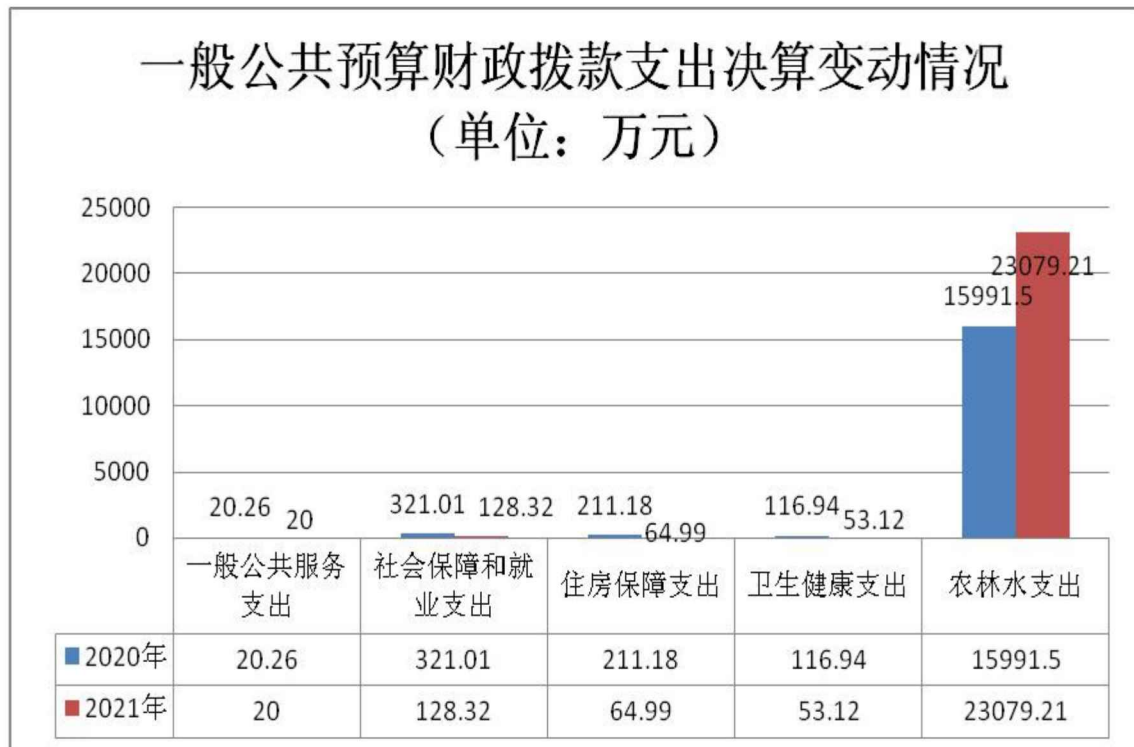 一般公共预算财政拨款支出决算变动情况
（单位：万元）
25000
20000
15000
10000
5000
0
20.26
20
321.01
128.32
211.18
64.99
116.94
53.12
15991.5
23079.21
一般公共服务
支出
社会保障和就
业支出
住房保障支出
卫生健康支出
农林水支出
2020年 20.26 321.01 211.18 116.94 15991.5
2021年 20 128.32 64.99 53.12 23079.21